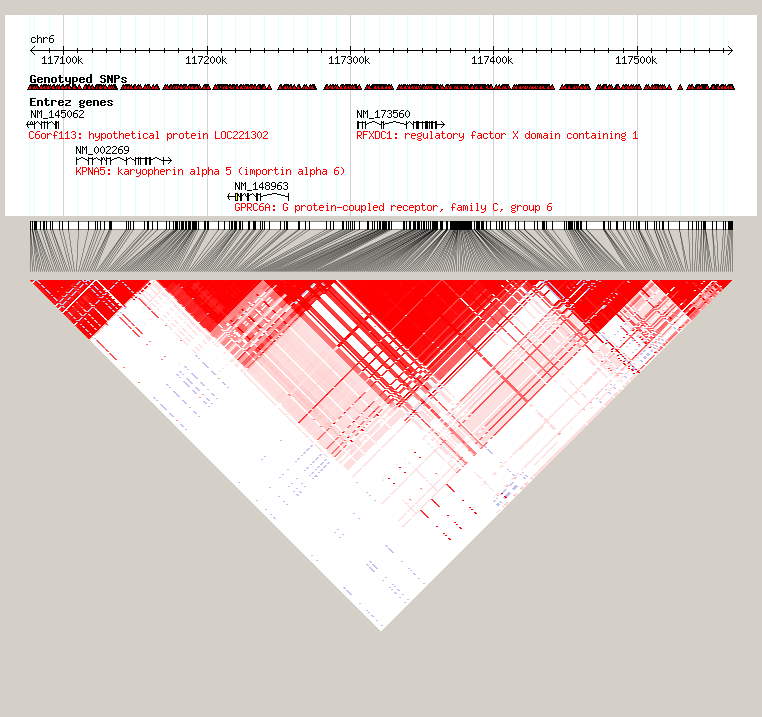 chr6
117100k 117200k 117300k 117400k 117500k
Genotyped SNPs
Entrez genes
NM_145062 NM_173560
C6orf113: hypothetical protein LOC221302 RFXDC1: regulatory factor X domain containing 1
NM_002269
KPNA5: karyopherin alpha 5 (importin alpha 6)
NM_148963
GPRC6A: G protein-coupled receptor, family C, group 6